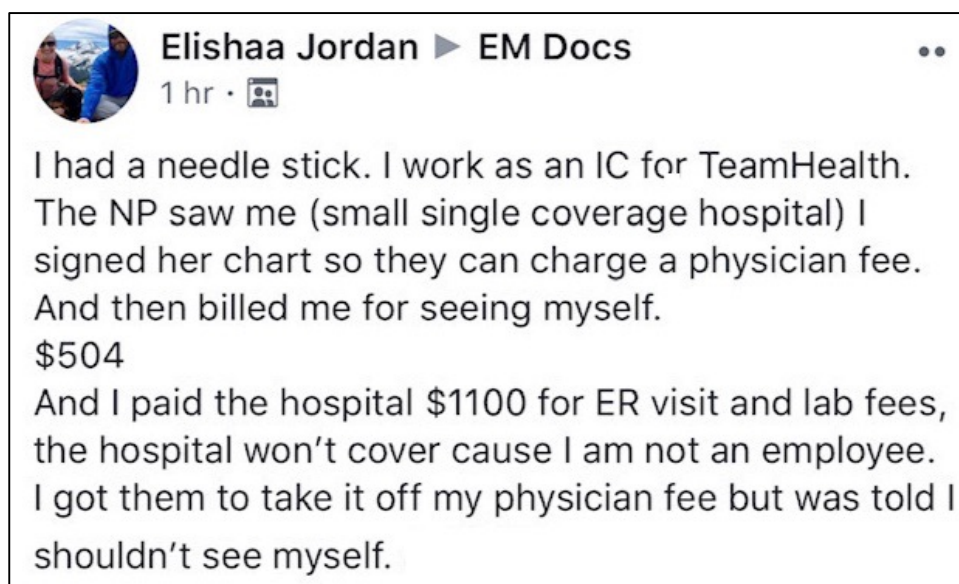 Elishaa Jordan ▶ EM Docs
1 hr ·
I had a needle stick. I work as an IC for TeamHealth.
The NP saw me (small single coverage hospital) I
signed her chart so they can charge a physician fee.
And then billed me for seeing myself.
$504
And I paid the hospital $1100 for ER visit and lab fees,
the hospital won't cover cause I am not an employee.
I got them to take it off my physician fee but was told I
shouldn't see myself.